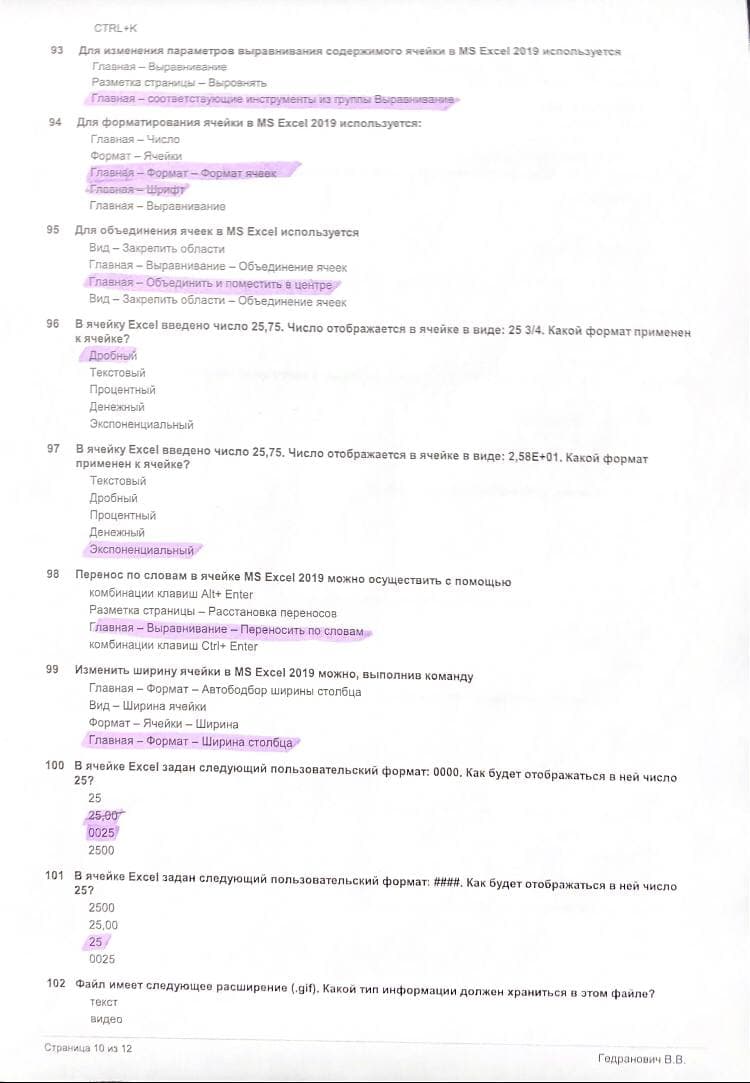 CTRL+K
93 Для изменения параметров выравнивания содержимого ячейки в MS Excel 2019 используется
Главная – Выравнивание
Разметка страницы – Выровнять
Главная – соответствующие инструменты из группы Выравнивание
94 Для форматирования ячейки в MS Excel 2019 используется:
Главная – Число
Формат – Ячейки
Главная – Формат – Формат ячеек
Главная – Шрифт
Главная – Выравнивание
95 Для объединения ячеек в MS Excel используется
Вид – Закрепить области
Главная – Выравнивание – Объединение ячеек
Главная – Объединить и поместить в центре
Вид – Закрепить области – Объединение ячеек
96 В ячейку Excel введено число 25,75. Число отображается в ячейке в виде: 25 3/4. Какой формат применен
к ячейке?
Дробный
Текстовый
Процентный
Денежный
Экспоненциальный
97 В ячейку Excel введено число 25,75. Число отображается в ячейке в виде: 2,58E+01. Какой формат
применен к ячейке?
Текстовый
Дробный
Процентный
Денежный
Экспоненциальный
98 Перенос по словам в ячейке MS Excel 2019 можно осуществить с помощью
комбинации клавиш Alt+ Enter
Разметка страницы – Расстановка переносов
Главная – Выравнивание – Переносить по словам
комбинации клавиш Ctrl+ Enter
99 Изменить ширину ячейки в MS Excel 2019 можно, выполнив команду
Главная – Формат – Автободбор ширины столбца
Вид – Ширина ячейки
Формат – Ячейки – Ширина
Главная – Формат – Ширина столбца
100 В ячейке Excel задан следующий пользовательский формат: 0000. Как будет отображаться в ней число
25?
25
25,00
0025
2500
101 В ячейке Excel задан следующий пользовательский формат: ####. Как будет отображаться в ней число
25?
2500
25,00
25
0025
102 Файл имеет следующее расширение (.gif). Какой тип информации должен храниться в этом файле?
текст
видео
Страница 10 из 12
Гедранович В.В.